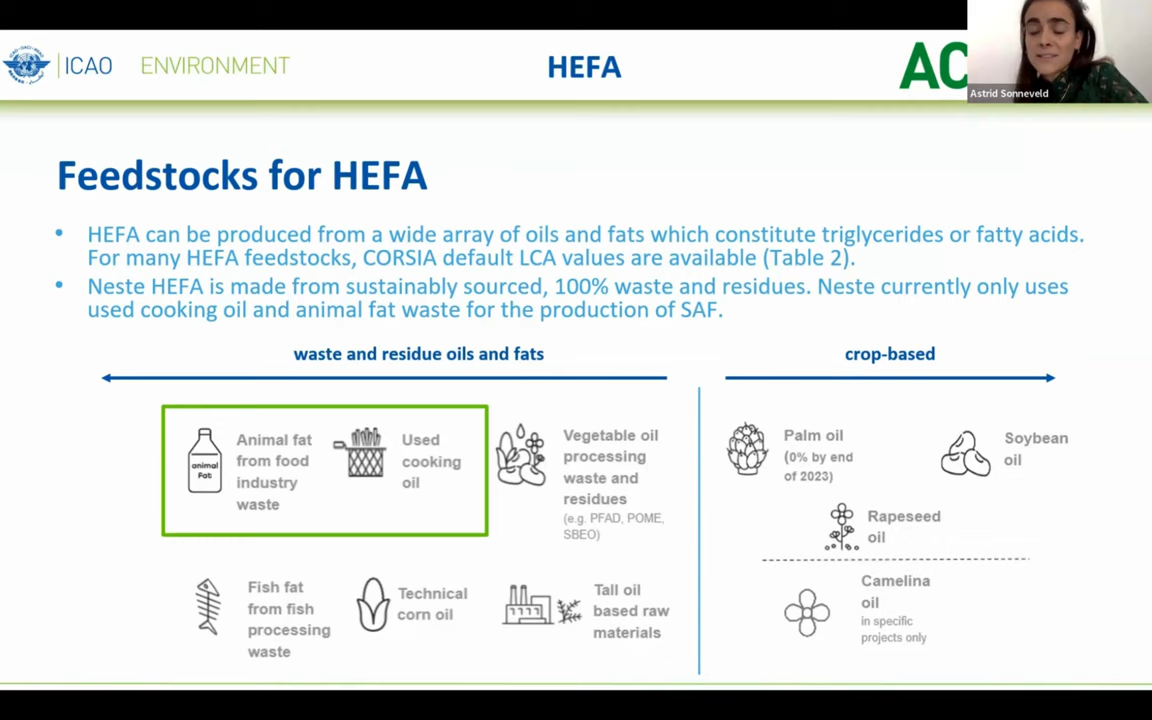 ICAO ENVIRONMENT
HEFA
AC
Astrid Sonneveld
Feedstocks for HEFA
• HEFA can be produced from a wide array of oils and fats which constitute triglycerides or fatty acids.
For many HEFA feedstocks, CORSIA default LCA values are available (Table 2).
• Neste HEFA is made from sustainably sourced, 100% waste and residues. Neste currently only uses
used cooking oil and animal fat waste for the production of SAF.
waste and residue oils and fats
crop-based
animal
Fat
Animal fat
from food
industry
waste
Used
cooking
oil
Vegetable oil
processing
waste and
residues
(e.g. PFAD, POME,
SBEO)
Palm oil
(0% by end
of 2023)
Soybean
oil
Rapeseed
oil
Fish fat
from fish
processing
waste
Technical
corn oil
Tall oil
based raw
materials
Camelina
oil
in specific
projects only